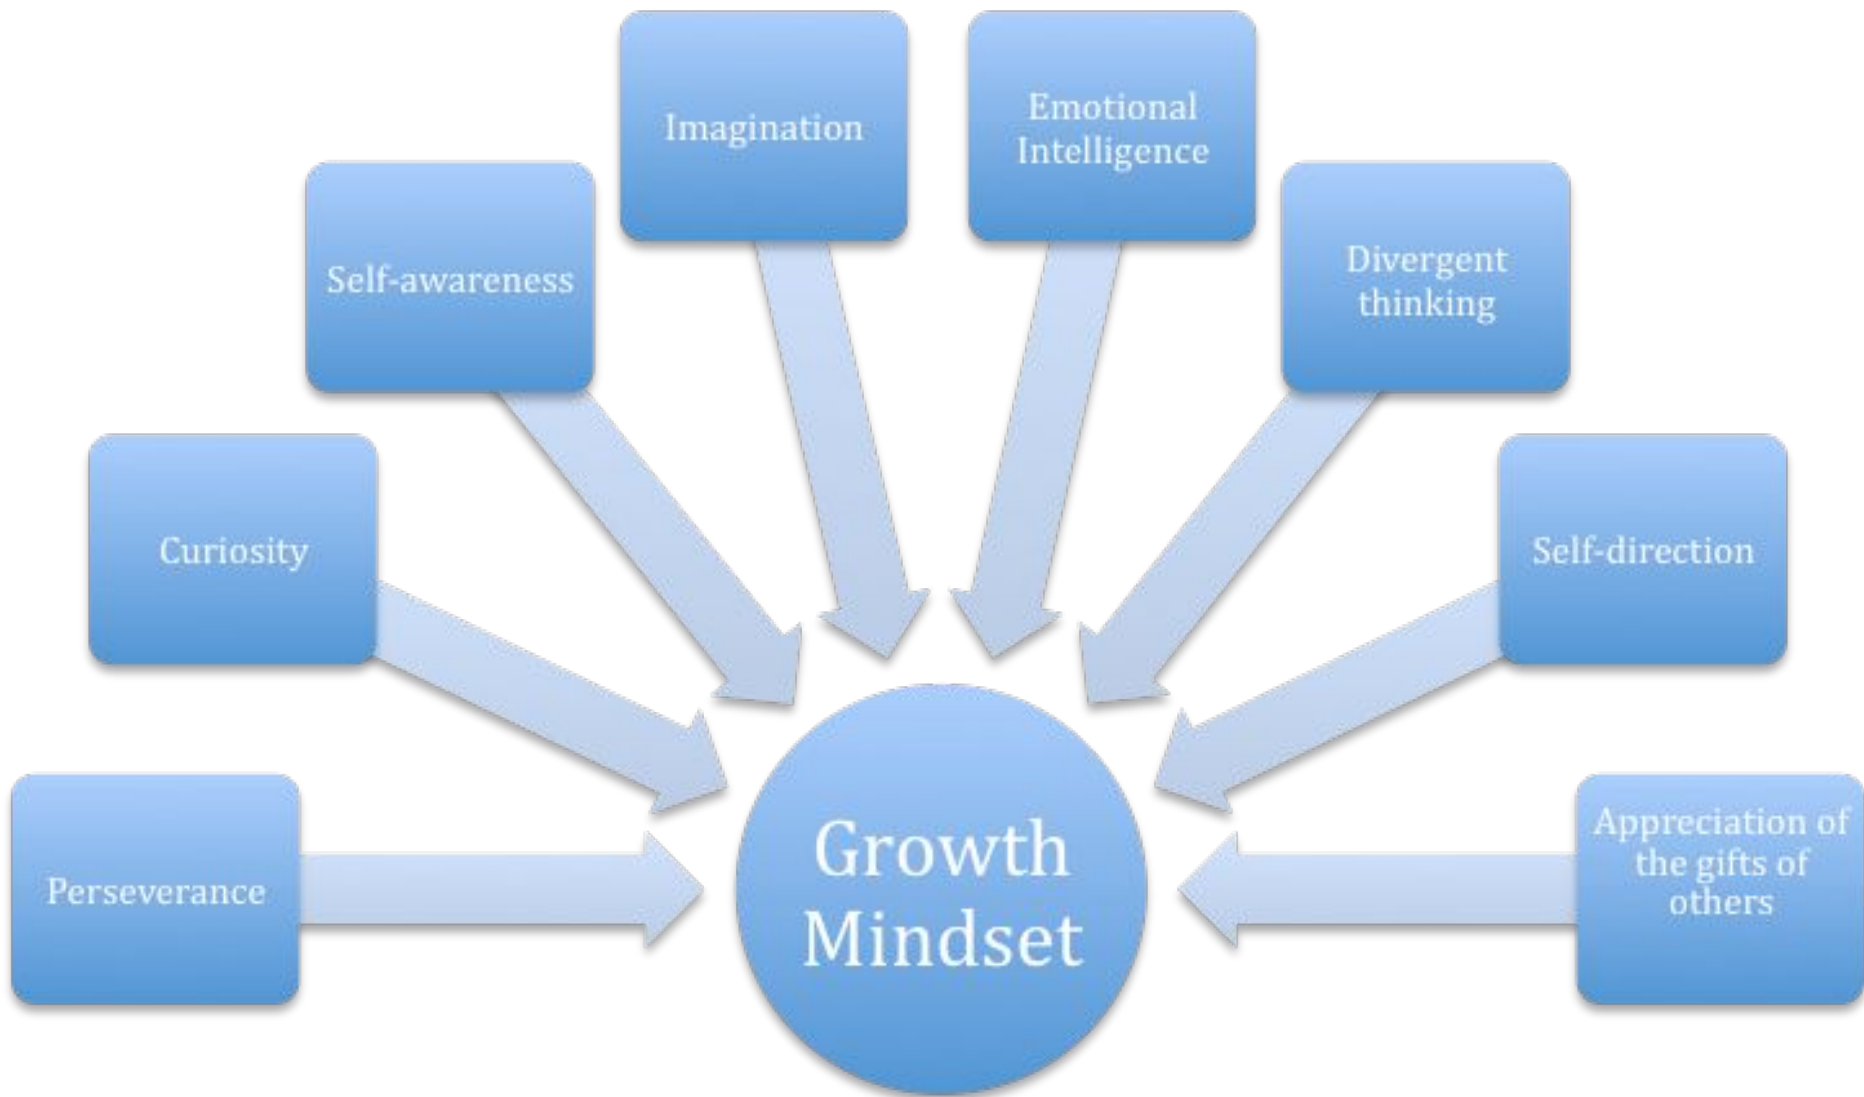 Imagination
Emotional
Intelligence
Self-awareness
Divergent
thinking
Curiosity
Self-direction
Perseverance
Growth
Mindset
Appreciation of
the gifts of
others